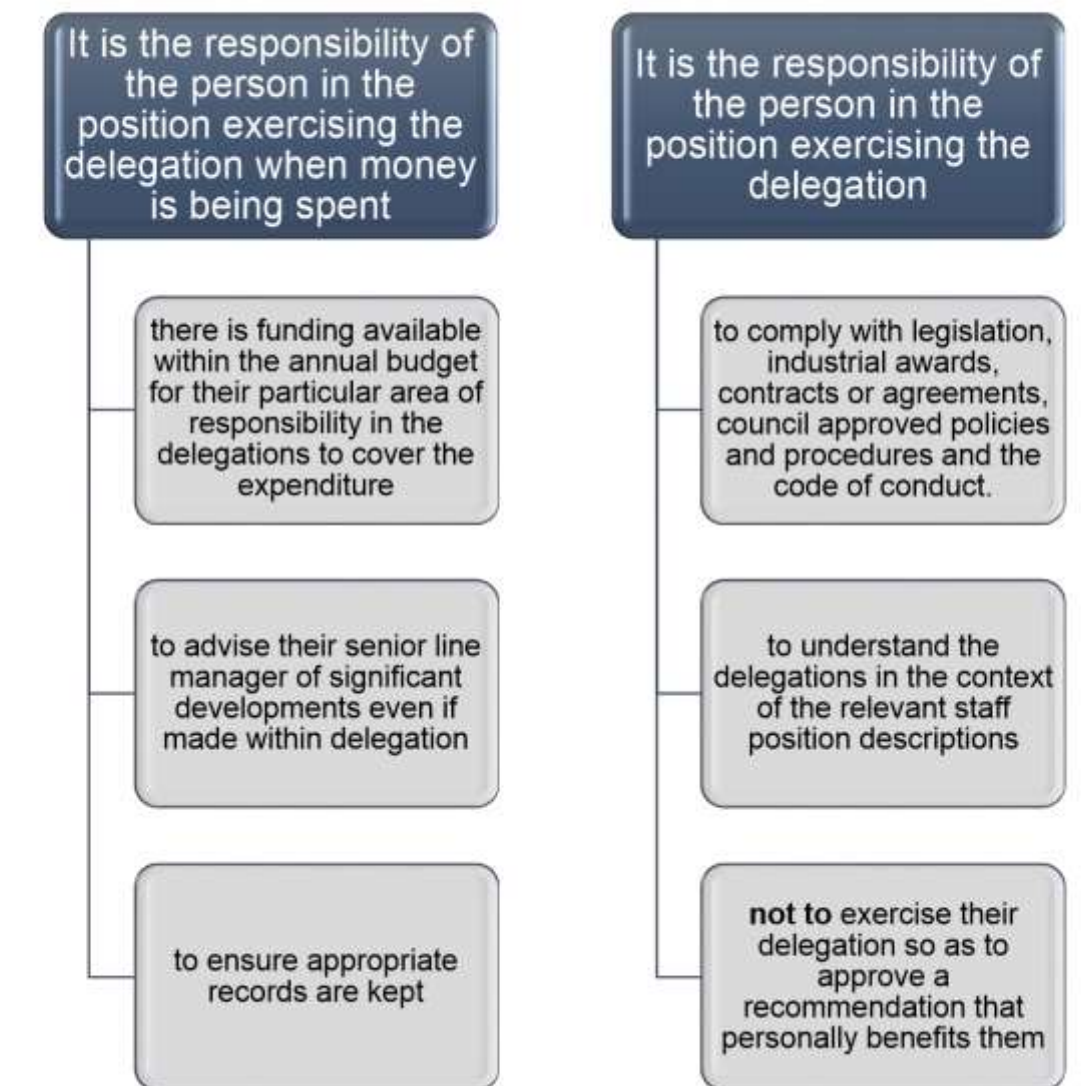 It is the responsibility of
the person in the
position exercising the
delegation when money
is being spent
there is funding available
within the annual budget
for their particular area of
responsibility in the
delegations to cover the
expenditure
to advise their senior line
manager of significant
developments even if
made within delegation
to ensure appropriate
records are kept
It is the responsibility of
the person in the
position exercising the
delegation
to comply with legislation,
industrial awards,
contracts or agreements,
council approved policies
and procedures and the
code of conduct.
to understand the
delegations in the context
of the relevant staff
position descriptions
not to exercise their
delegation so as to
approve a
recommendation that
personally benefits them